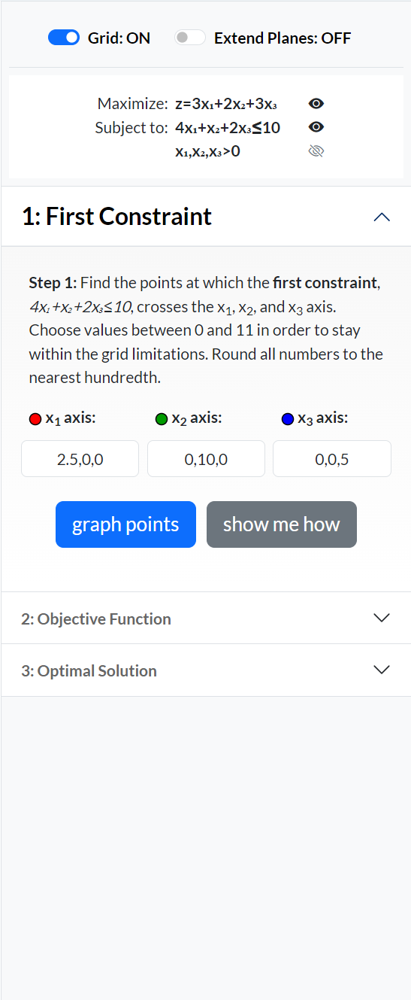 Grid: ON Extend Planes: OFF
Maximize: z=3x₁+2x₂+3x₃
Subject to: 4x₁+x₂+2x₃≤10
x₁,x₂,x₃>0
1: First Constraint
Step 1: Find the points at which the first constraint,
4x₁+x₂+2x₃≤10, crosses the x₁, x₂, and x₃ axis.
Choose values between 0 and 11 in order to stay
within the grid limitations. Round all numbers to the
nearest hundredth.
x₁ axis: x₂ axis: x₃ axis:
2.5,0,0 0,10,0 0,0,5
graph points show me how
2: Objective Function
3: Optimal Solution